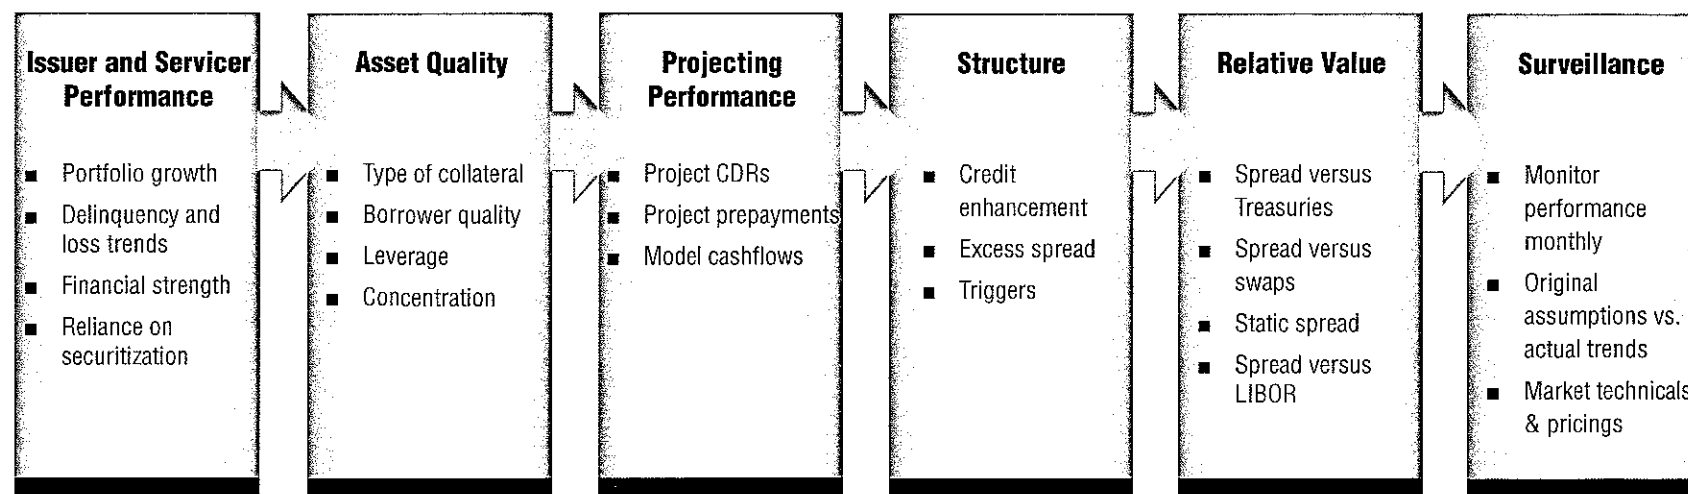 Issuer and Servicer
Performance
■ Portfolio growth
■ Delinquency and
loss trends
■ Financial strength
■ Reliance on
securitization
Asset Quality
■ Type of collateral
■ Borrower quality
■ Leverage
■ Concentration
Projecting
Performance
■ Project CDRs
■ Project prepayments
■ Model cashflows
Structure
■ Credit
enhancement
■ Excess spread
■ Triggers
Relative Value
■ Spread versus
Treasuries
■ Spread versus
swaps
■ Static spread
■ Spread versus
LIBOR
Surveillance
■ Monitor
performance
monthly
■ Original
assumptions vs.
actual trends
■ Market technicals
& pricings